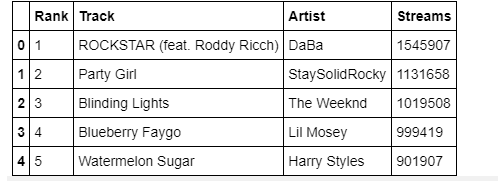 Rank Track Artist Streams
0 1 ROCKSTAR (feat. Roddy Ricch) DaBa 1545907
1 2 Party Girl StaySolidRocky 1131658
2 3 Blinding Lights The Weeknd 1019508
3 4 Blueberry Faygo Lil Mosey 999419
4 5 Watermelon Sugar Harry Styles 901907